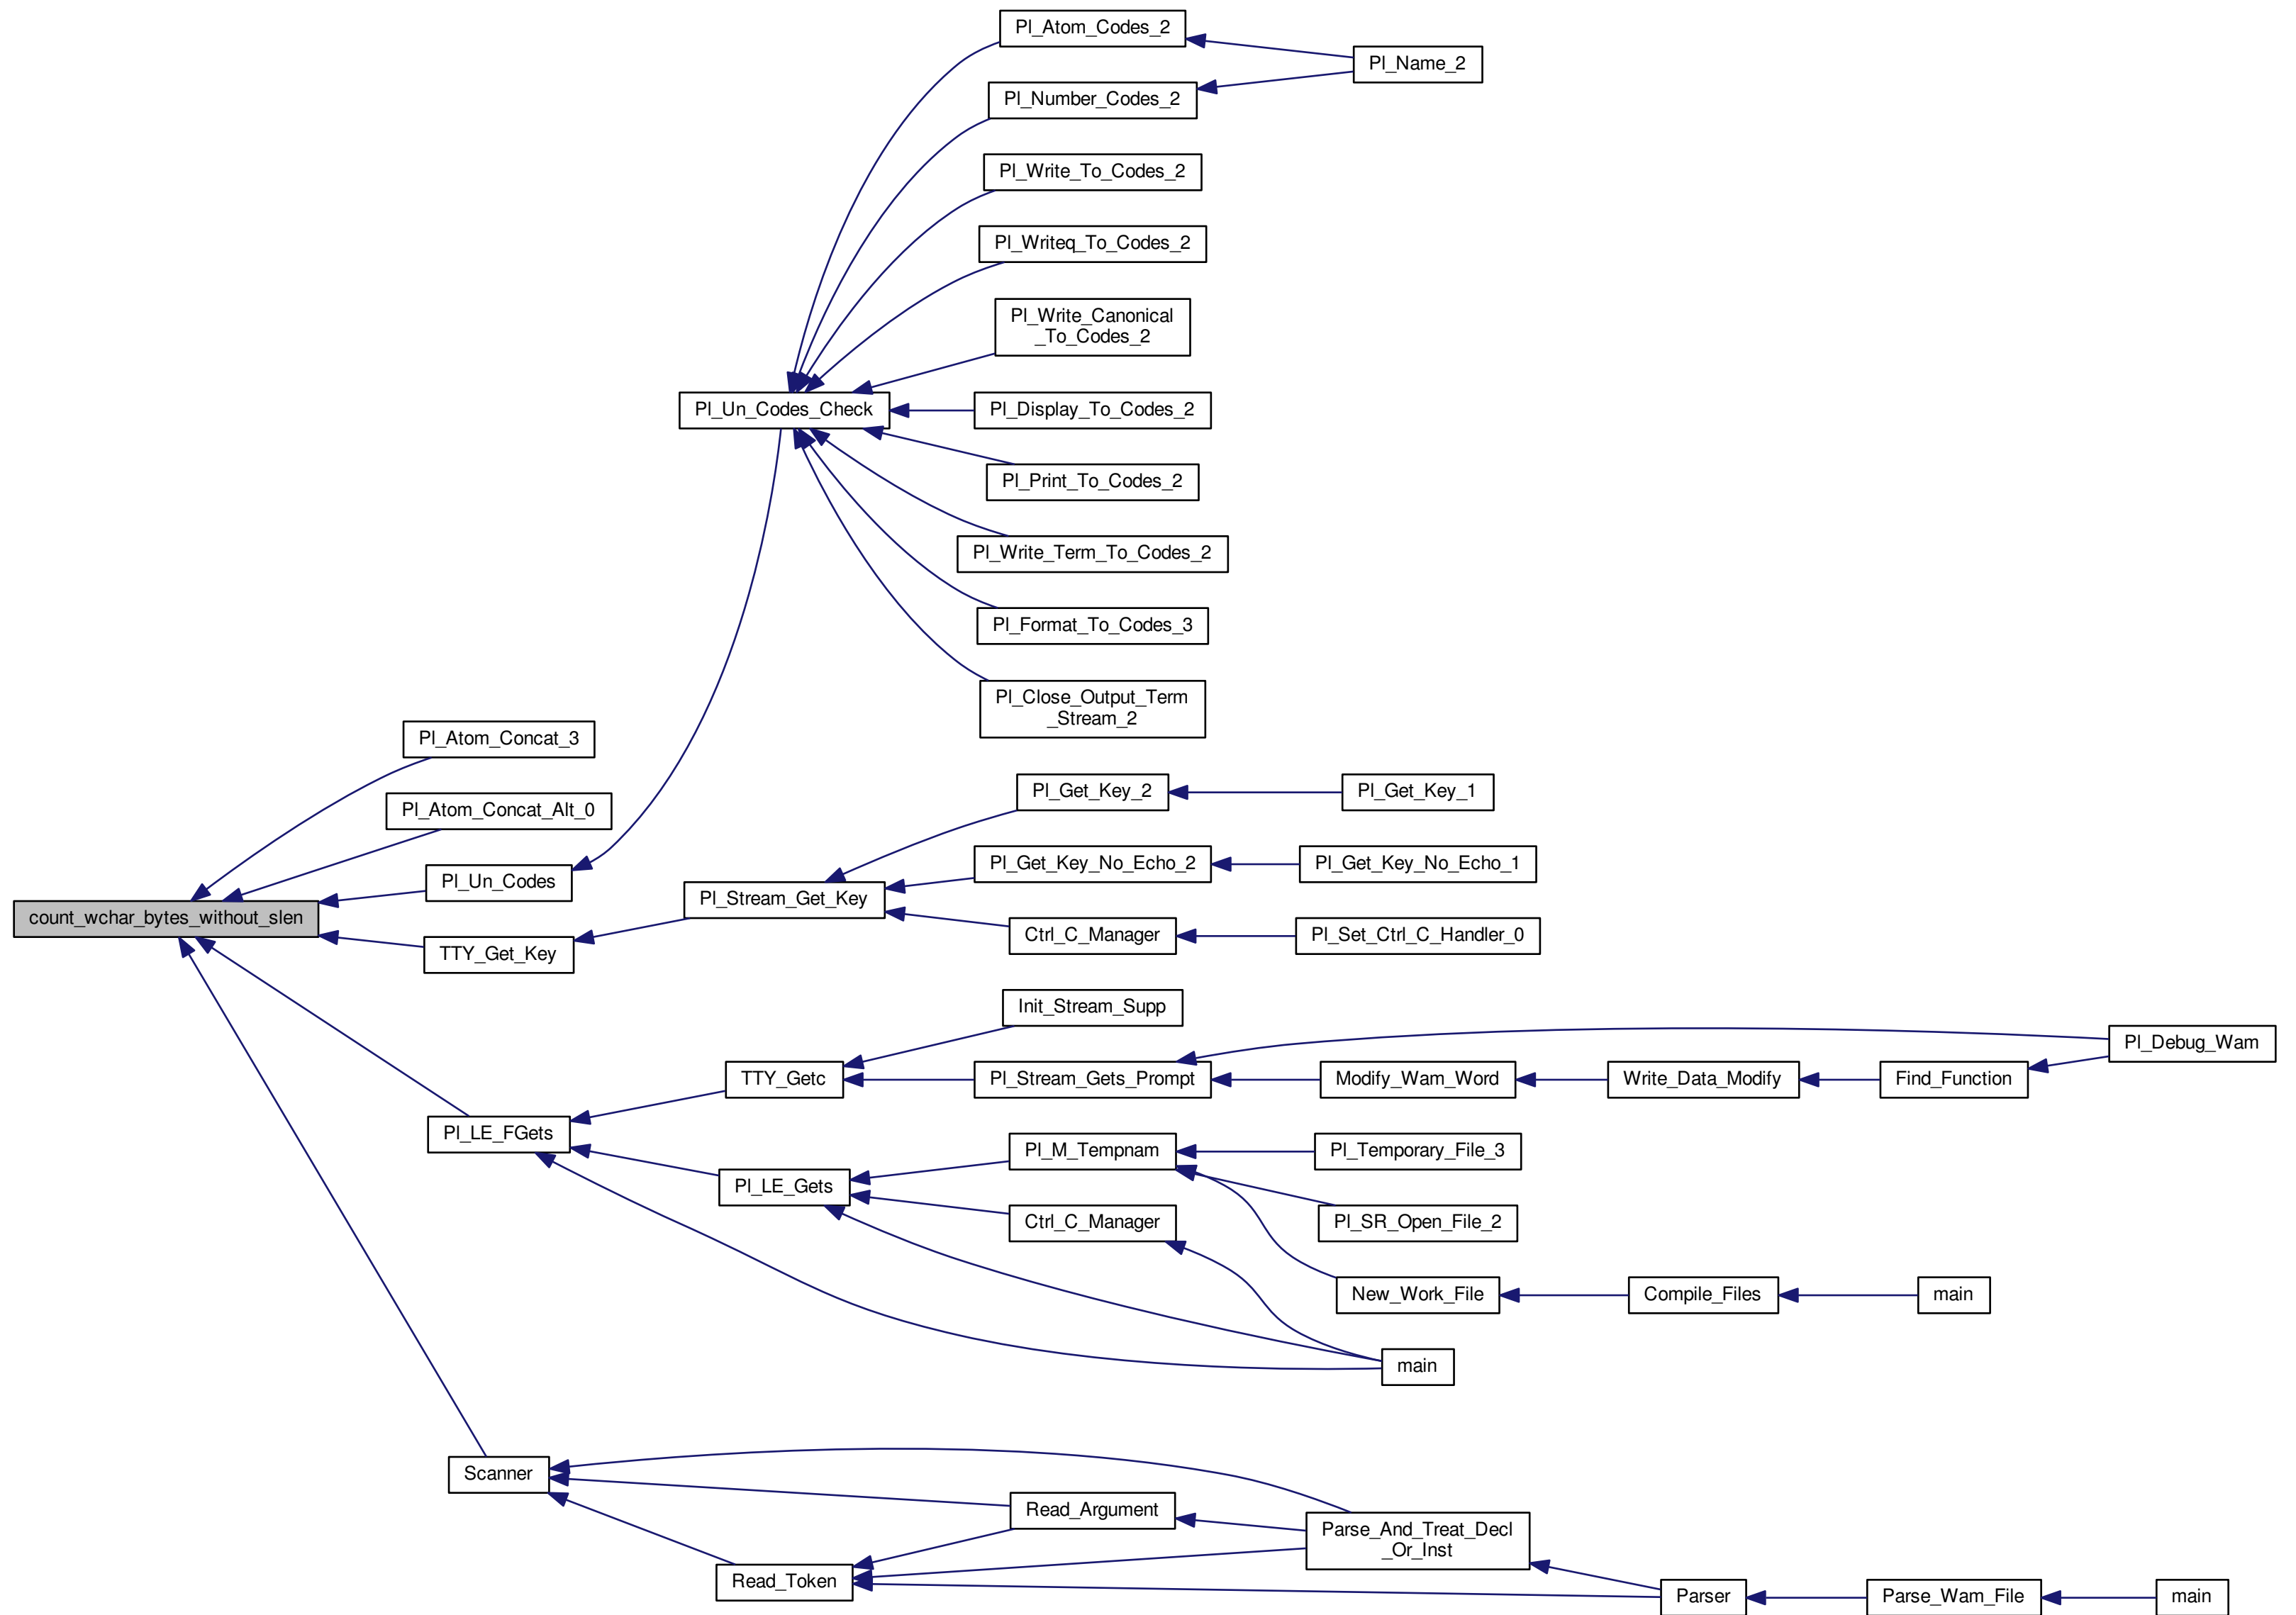 Pl_Atom_Codes_2
Pl_Name_2
Pl_Number_Codes_2
Pl_Write_To_Codes_2
Pl_Writeq_To_Codes_2
Pl_Write_Canonical
_To_Codes_2
Pl_Un_Codes_Check
Pl_Display_To_Codes_2
Pl_Print_To_Codes_2
Pl_Write_Term_To_Codes_2
Pl_Format_To_Codes_3
Pl_Close_Output_Term
_Stream_2
Pl_Atom_Concat_3
Pl_Atom_Concat_Alt_0
Pl_Un_Codes
count_wchar_bytes_without_slen
TTY_Get_Key
Pl_Get_Key_2
Pl_Get_Key_1
Pl_Get_Key_No_Echo_2
Pl_Get_Key_No_Echo_1
Pl_Stream_Get_Key
Ctrl_C_Manager
Pl_Set_Ctrl_C_Handler_0
Init_Stream_Supp
Pl_Debug_Wam
TTY_Getc
Pl_Stream_Gets_Prompt
Modify_Wam_Word
Write_Data_Modify
Find_Function
Pl_LE_FGets
Pl_M_Tempnam
Pl_Temporary_File_3
Pl_LE_Gets
Ctrl_C_Manager
Pl_SR_Open_File_2
New_Work_File
Compile_Files
main
main
Scanner
Read_Argument
Parse_And_Treat_Decl
_Or_Inst
Read_Token
Parser
Parse_Wam_File
main